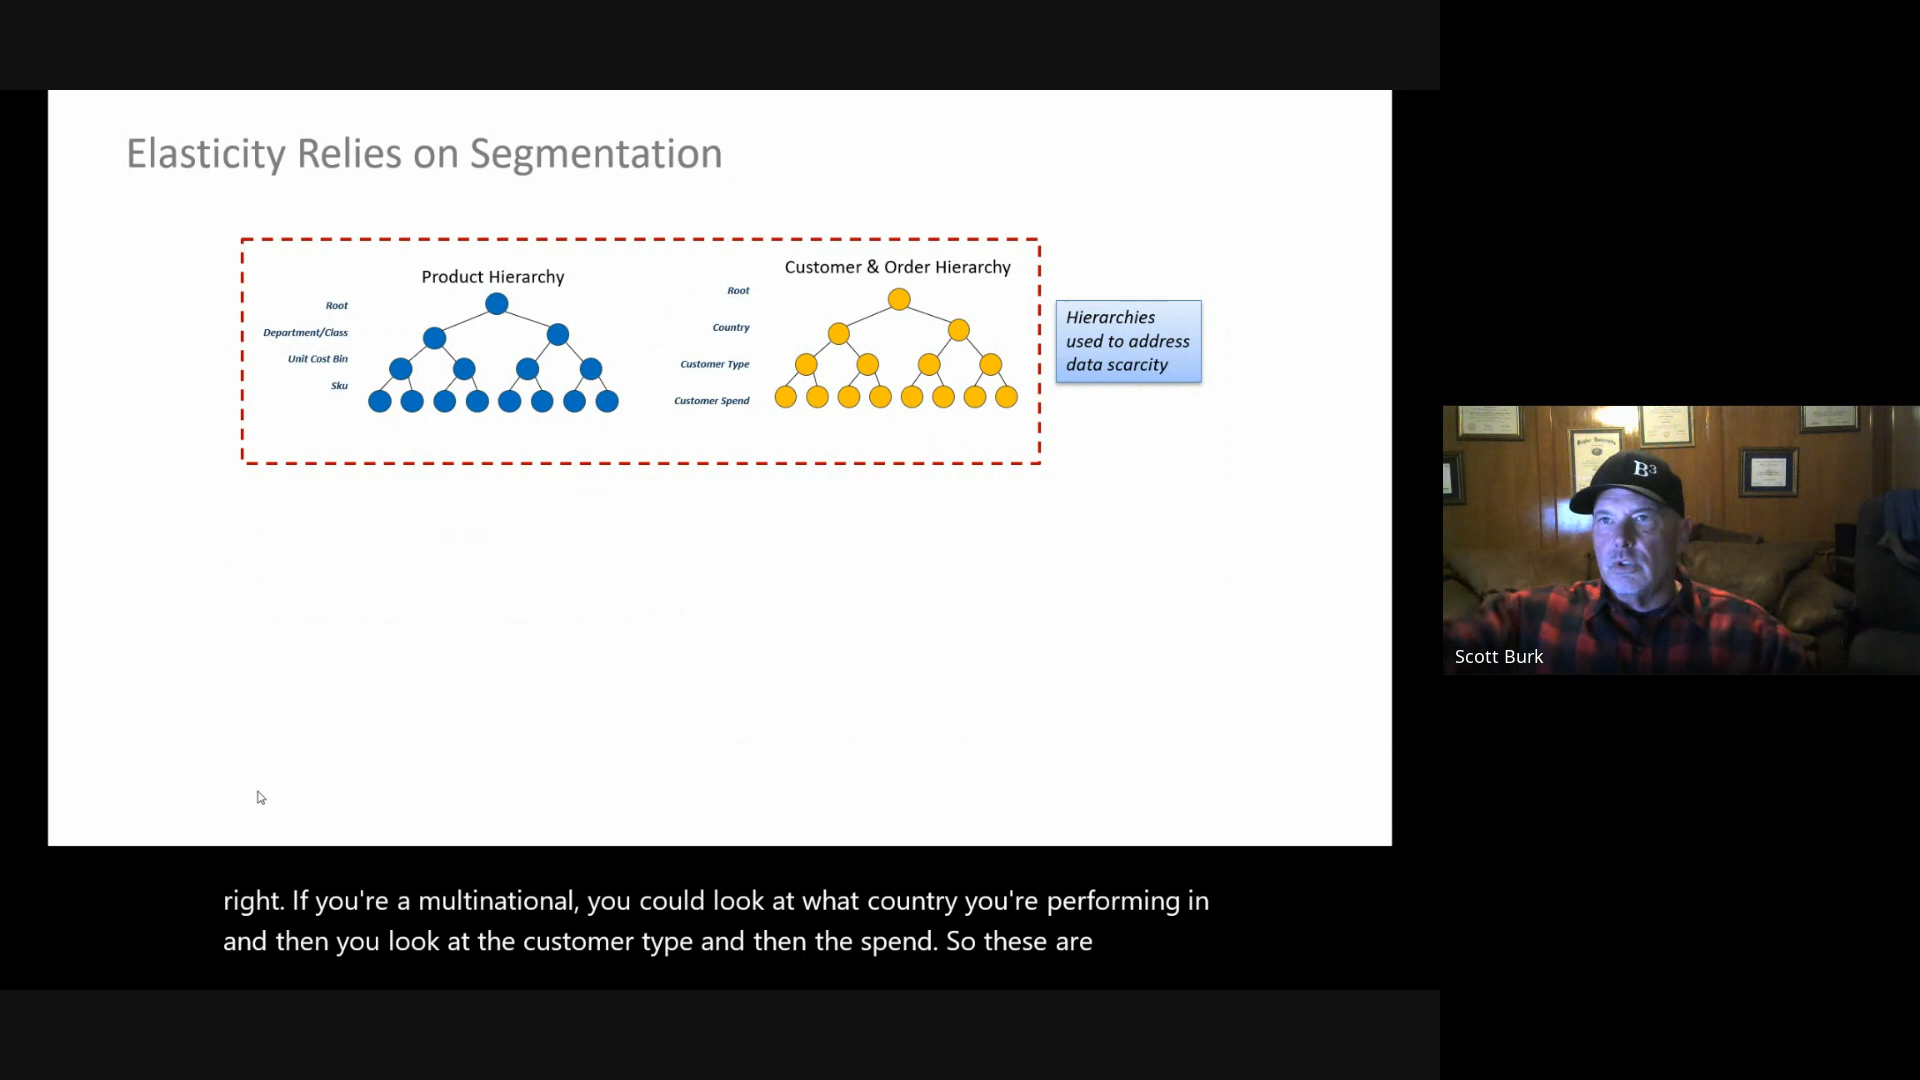 Elasticity Relies on Segmentation
Product Hierarchy
Root
Department/Class
Unit Cost Bin
Sku
Customer & Order Hierarchy
Root
Country
Customer Type
Customer Spend
Hierarchies
used to address
data scarcity
B3
Scott Burk
right. If you're a multinational, you could look at what country you're performing in
and then you look at the customer type and then the spend. So these are